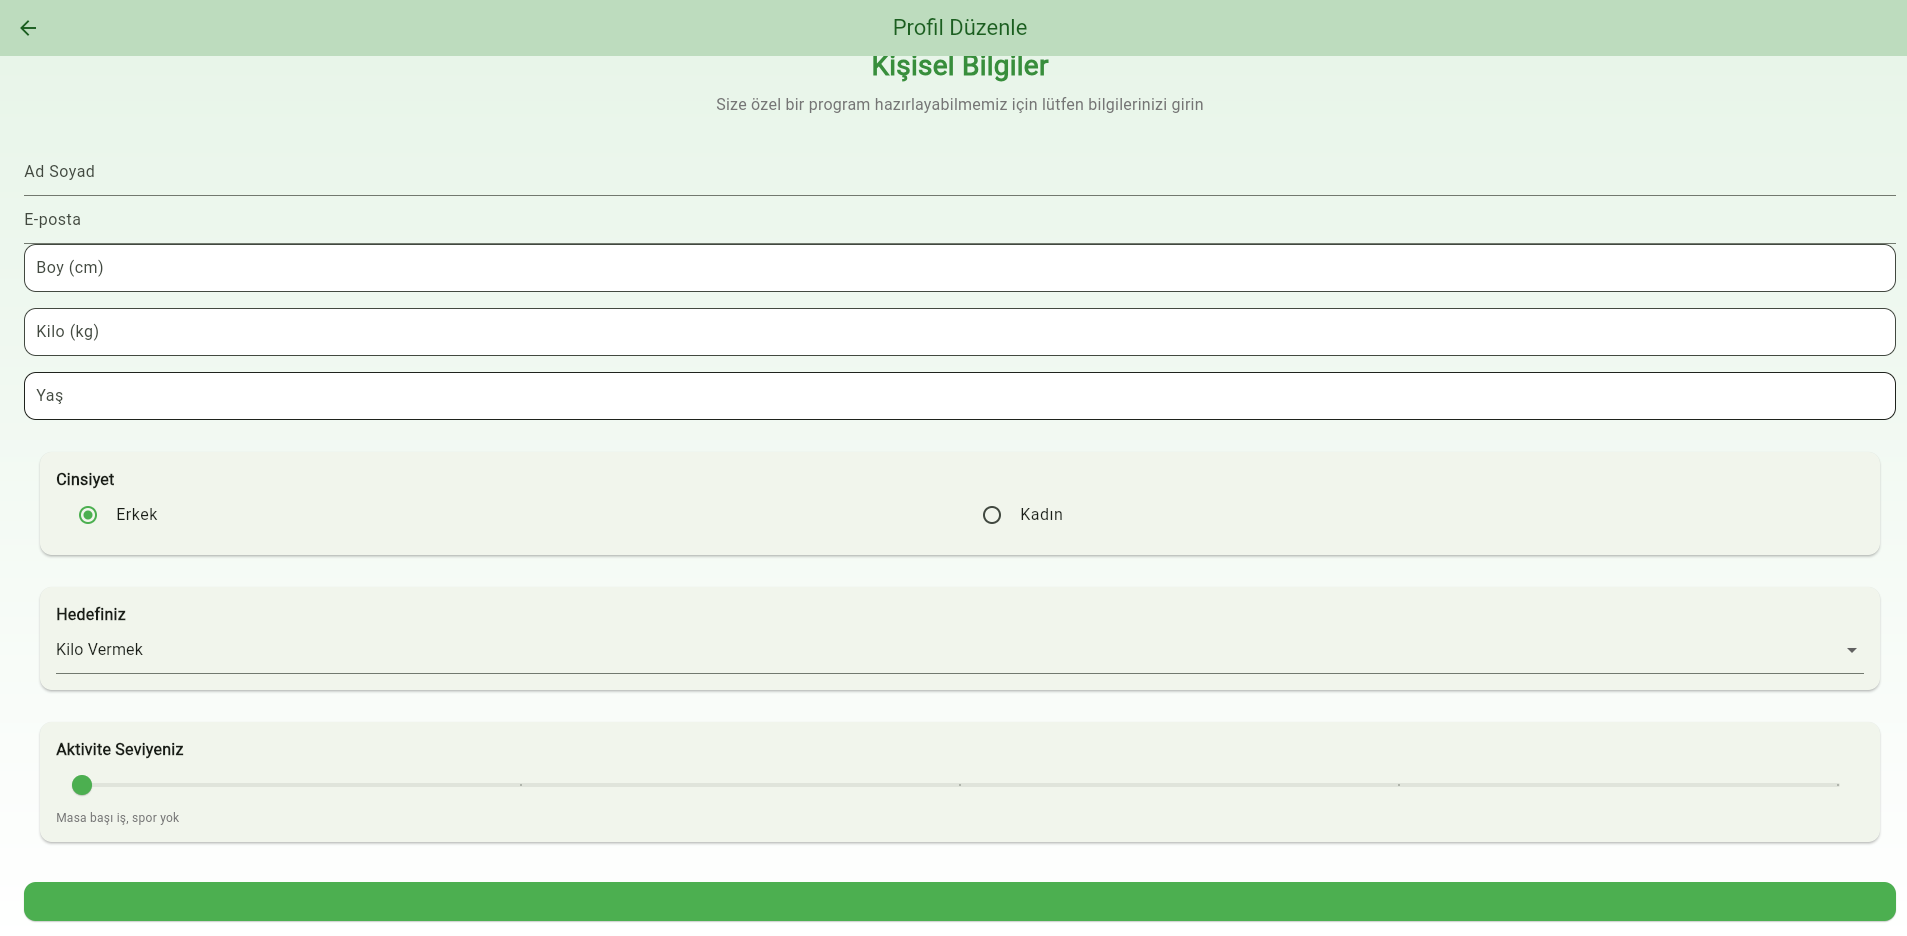 Profil Düzenle
Kişisel Bilgiler
Size özel bir program hazırlayabilmemiz için lütfen bilgilerinizi girin
Ad Soyad
E-posta
Boy (cm)
Kilo (kg)
Yaş
Cinsiyet
Erkek
Kadın
Hedefiniz
Kilo Vermek
Aktivite Seviyeniz
Masa başı iş, spor yok